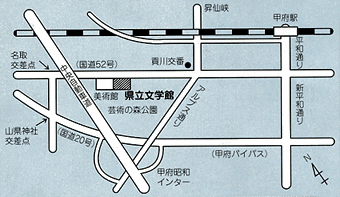 昇仙峡
甲府駅
平和通り
名取
交差点
(国道52号)
貢川交番
中央自動車道
美術館
県立文学館
芸術の森公園
アルプス通り
新平和通り
山県神社
交差点
(国道20号)
(甲府バイパス)
甲府昭和
インター
N